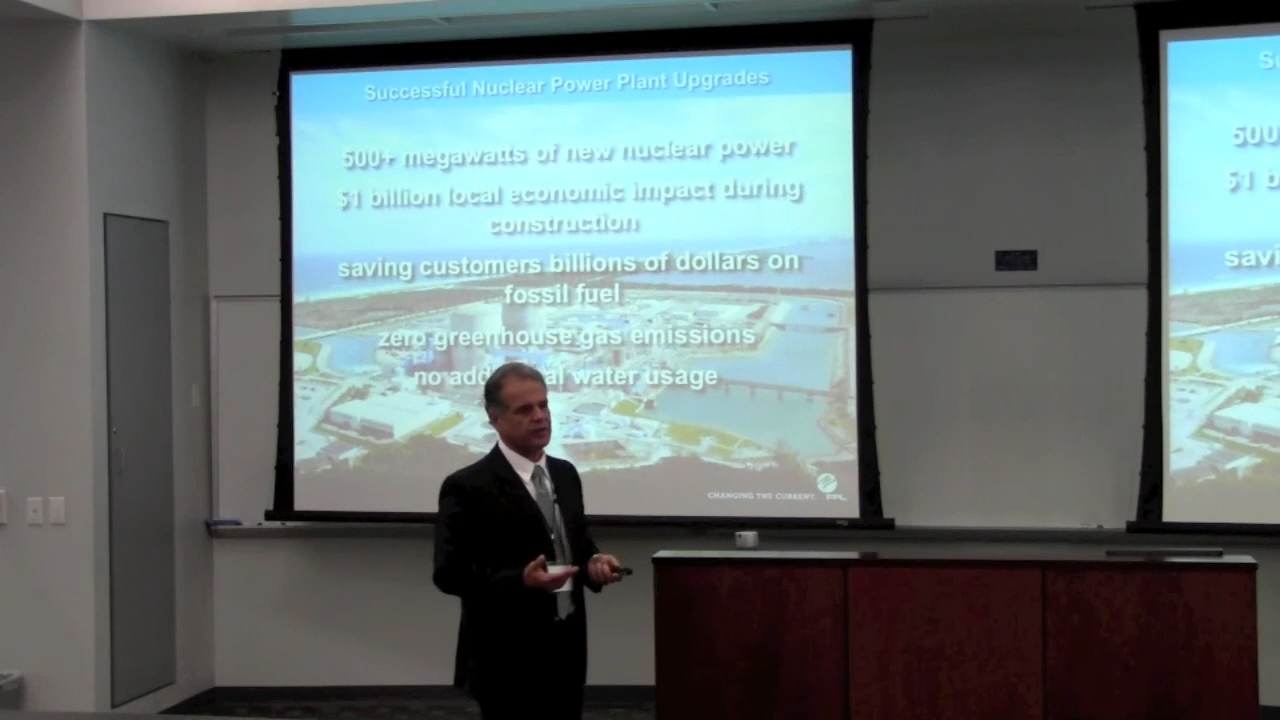 Successful Nuclear Power Plant Upgrades
500+ megawatts of new nuclear power
$1 billion local economic impact during
construction
saving customers billions of dollars on
fossil fuel
zero greenhouse gas emissions
no add al water usage
CHANGING THE CURRENT.
FPL
S
500
$1 b
savi